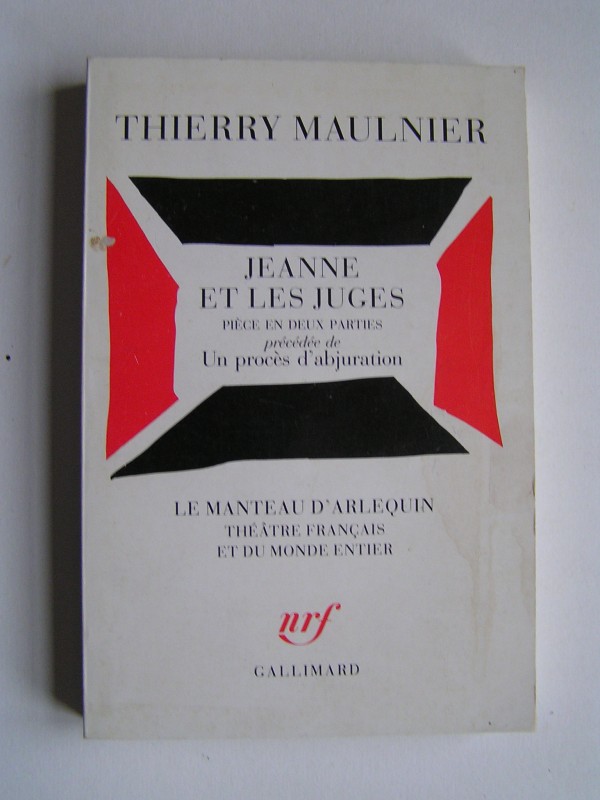 THIERRY MAULNIER
JEANNE
ET LES JUGES
PIÈCE EN DEUX PARTIES
précédée de
Un procès d'abjuration
LE MANTEAU D'ARLEQUIN
THÉÂTRE FRANÇAIS
ET DU MONDE ENTIER
nrf
GALLIMARD